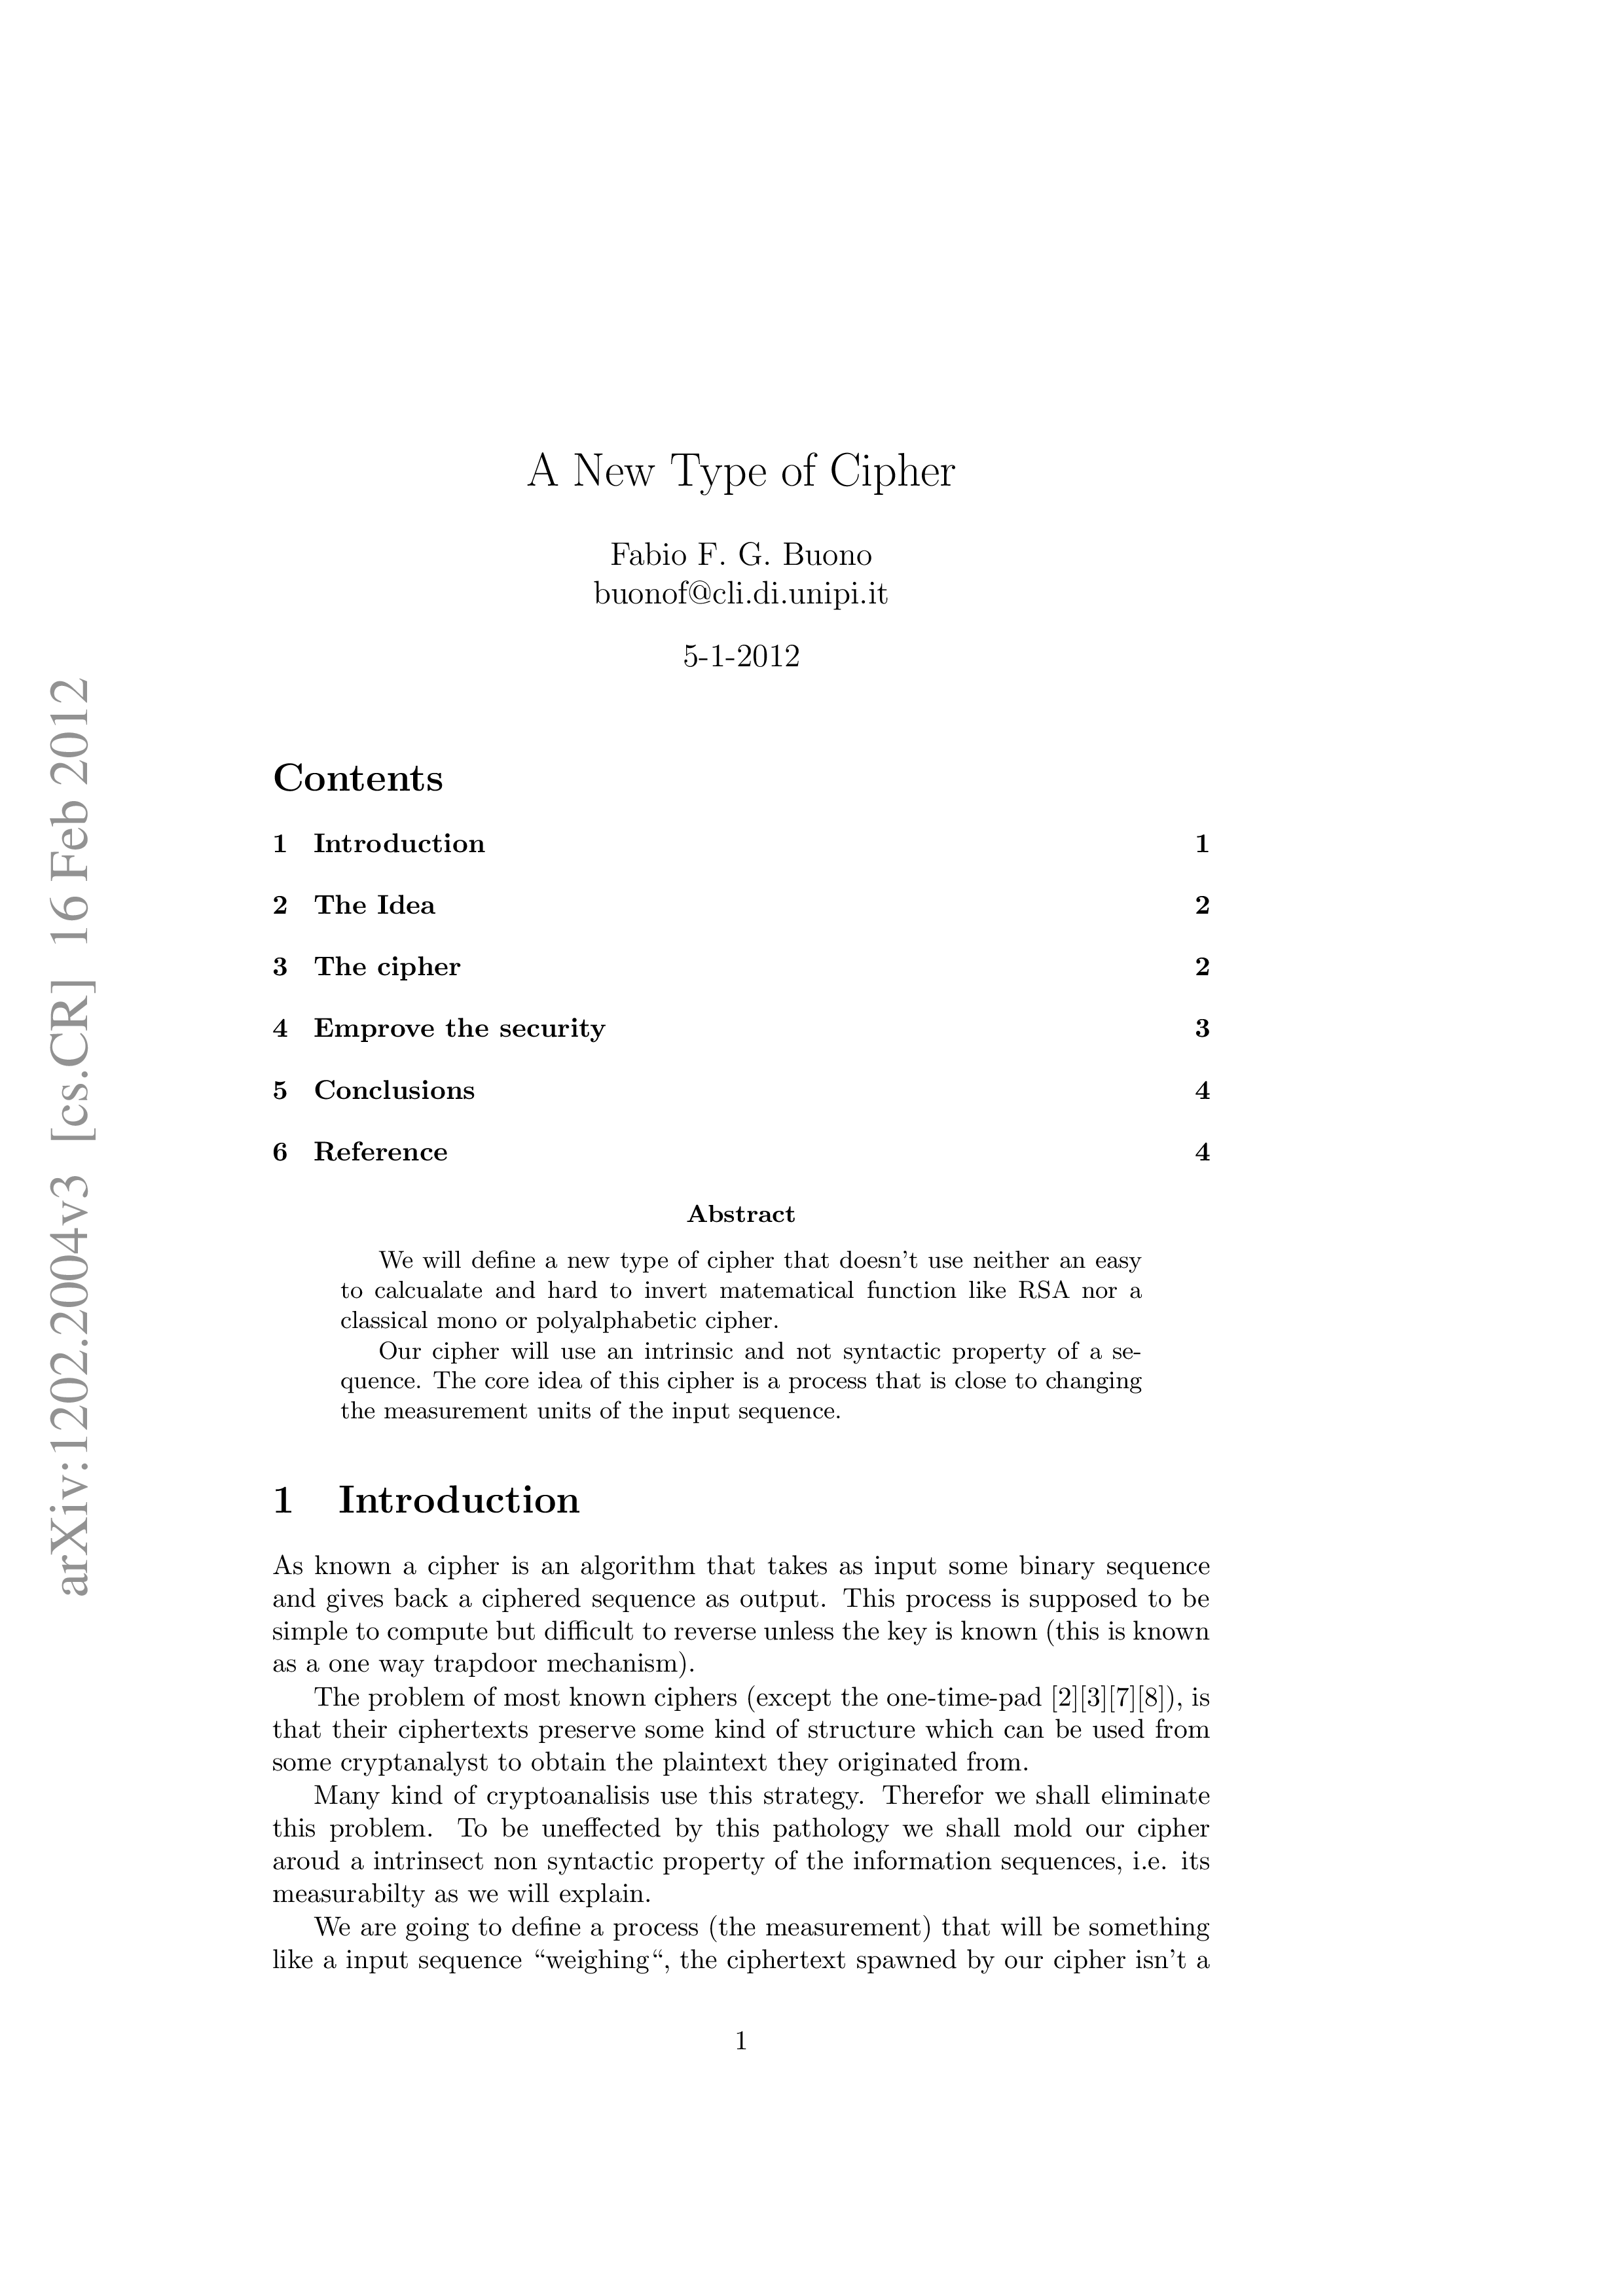 A New Type of Cipher
Fabio F. G. Buono
buonof@cli.di.unipi.it
5-1-2012
Contents
1 Introduction 1
2 The Idea 2
3 The cipher 2
4 Emprove the security 3
5 Conclusions 4
6 Reference 4
Abstract
We will define a new type of cipher that doesn't use neither an easy
to calcualate and hard to invert matematical function like RSA nor a
classical mono or polyalphabetic cipher.
Our cipher will use an intrinsic and not syntactic property of a se-
quence. The core idea of this cipher is a process that is close to changing
the measurement units of the input sequence.
1 Introduction
As known a cipher is an algorithm that takes as input some binary sequence
and gives back a ciphered sequence as output. This process is supposed to be
simple to compute but difficult to reverse unless the key is known (this is known
as a one way trapdoor mechanism).
The problem of most known ciphers (except the one-time-pad [2][3][7][8]), is
that their ciphertexts preserve some kind of structure which can be used from
some cryptanalyst to obtain the plaintext they originated from.
Many kind of cryptoanalisis use this strategy. Therefor we shall eliminate
this problem. To be uneffected by this pathology we shall mold our cipher
aroud a intrinsect non syntactic property of the information sequences, i.e. its
measurabilty as we will explain.
We are going to define a process (the measurement) that will be something
like a input sequence “weighing“, the ciphertext spawned by our cipher isn't a
1
arXiv:1202.2004v3 [cs.CR] 16 Feb 2012